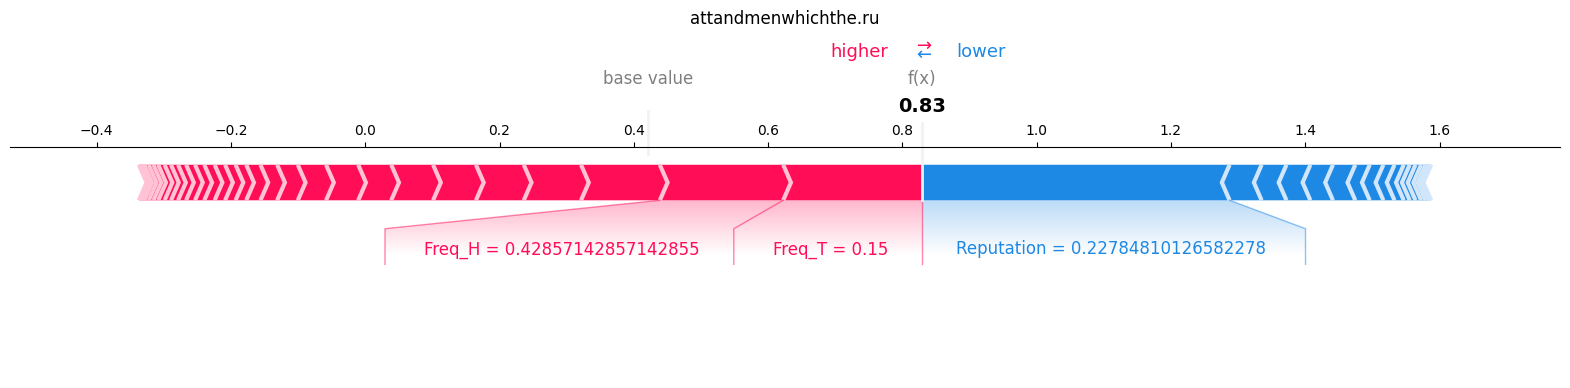 attandmenwhichthe.ru
higher ⇄ lower
base value f(x)
0.83
−0.4 −0.2 0.0 0.2 0.4 0.6 0.8 1.0 1.2 1.4 1.6
Freq_H = 0.42857142857142855 Freq_T = 0.15 Reputation = 0.22784810126582278